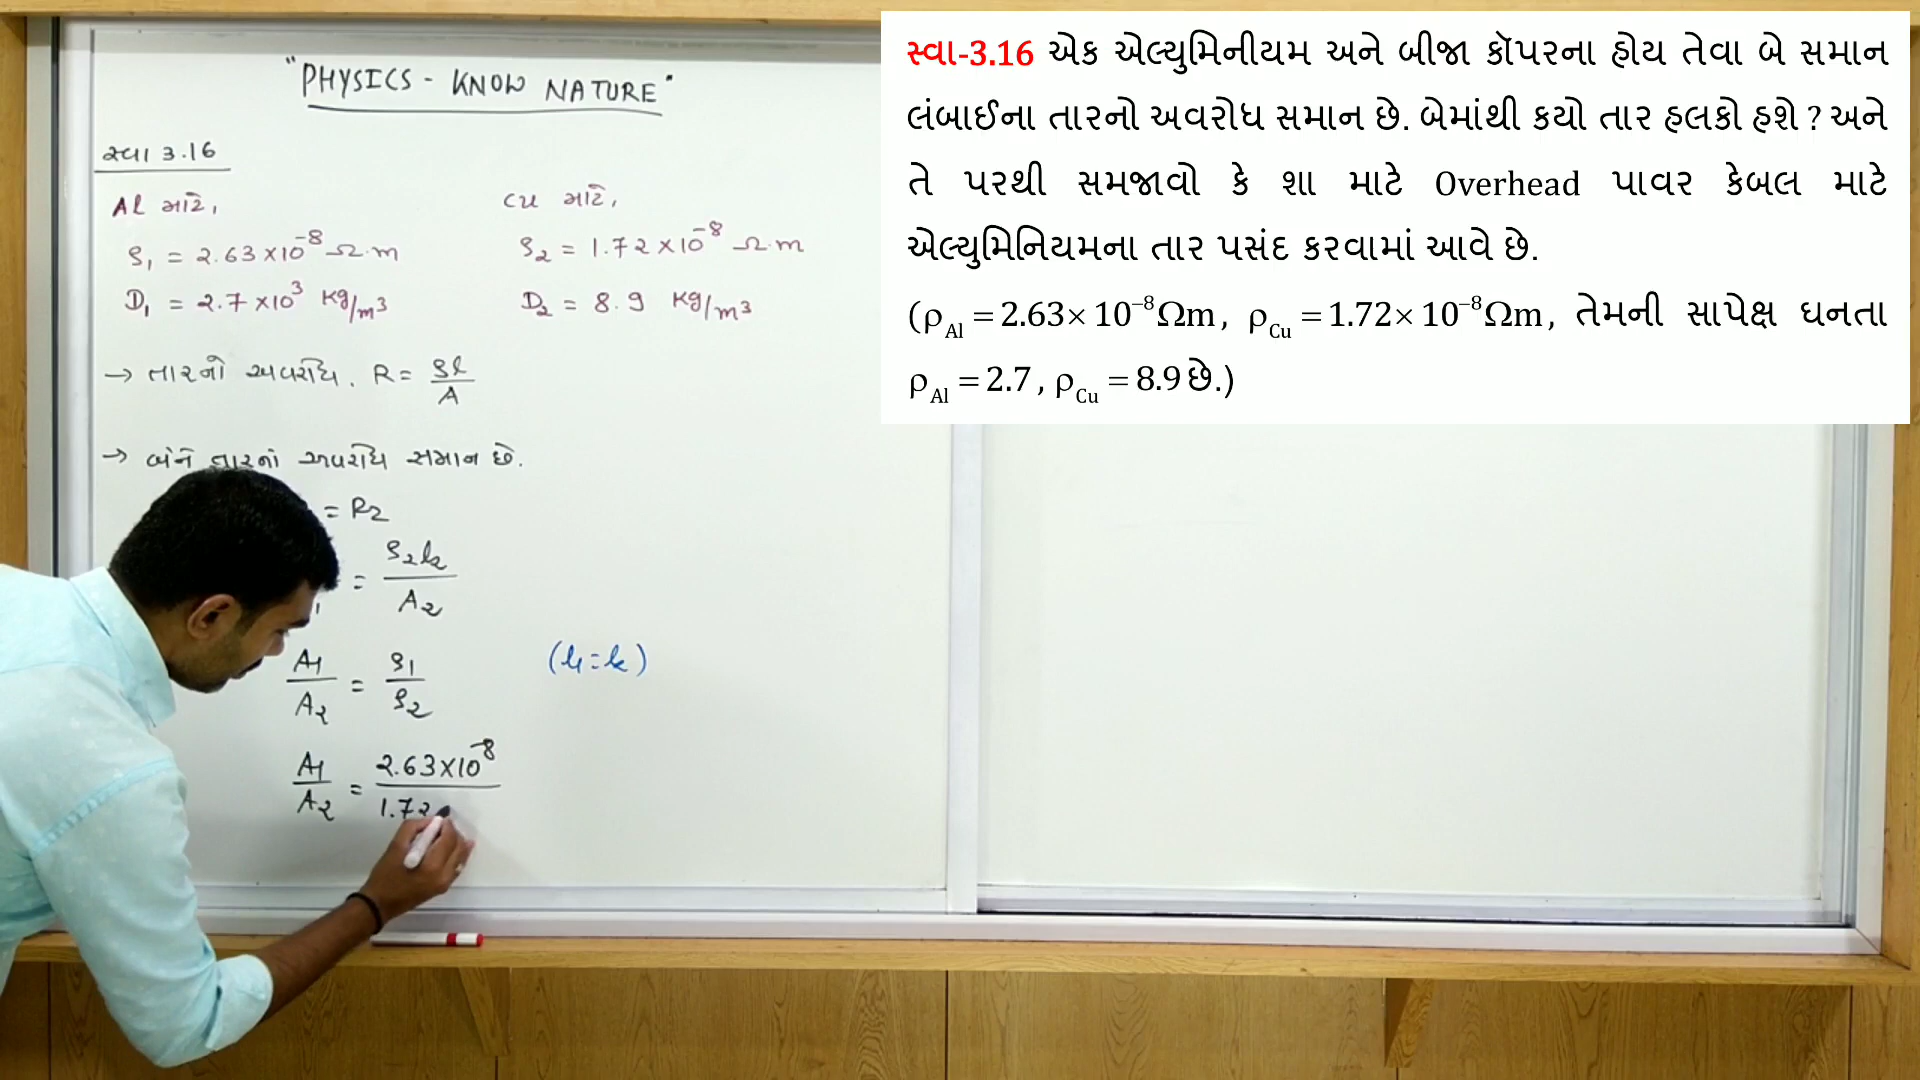 "PHYSICS - KNOW NATURE"
સ્વા 3.16
Al માટે,
ρ₁ = 2.63 × 10⁻⁸ Ω·m
D₁ = 2.7 × 10³ Kg/m³
Cu માટે,
ρ₂ = 1.72 × 10⁻⁸ Ω·m
D₂ = 8.9 Kg/m³
→ તારનો અવરોધ. R = ρl/A
→ બંને તારનાં અવરોધ સમાન છે.
= R₂
= ρ₂l₂/A₂
A₁/A₂ = ρ₁/ρ₂ (l₁ = l₂)
A₁/A₂ = 2.63×10⁻⁸/1.72
સ્વા-3.16 એક એલ્યુમિનીયમ અને બીજા કૉપરના હોય તેવા બે સમાન
લંબાઈના તારનો અવરોધ સમાન છે. બેમાંથી કયો તાર હલકો હશે ? અને
તે પરથી સમજાવો કે શા માટે Overhead પાવર કેબલ માટે
એલ્યુમિનિયમના તાર પસંદ કરવામાં આવે છે.
(ρAl = 2.63× 10⁻⁸Ωm, ρCu = 1.72× 10⁻⁸Ωm, તેમની સાપેક્ષ ઘનતા
ρAl = 2.7 , ρCu = 8.9 છે.)